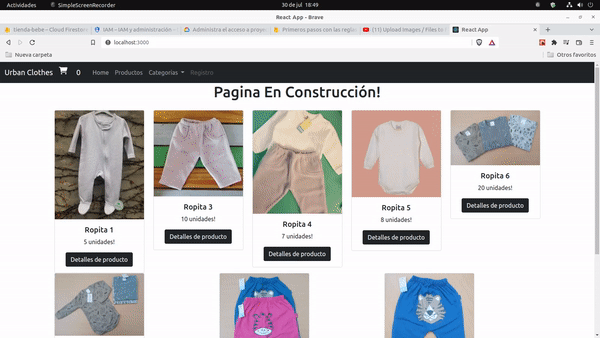 Actividades
SimpleScreenRecorder
30 de jul 18:49
React App - Brave
tienda-bebe – Cloud Firestor
IAM – IAM y administración –
Administra el acceso a proyec
Primeros pasos con las reglas
(11) Upload Images / Files to
React App
localhost:3000
Nueva carpeta
Otros favoritos
Urban Clothes
0
Home
Productos
Categorias
Registro
Pagina En Construcción!
Ropita 1
5 unidades!
Detalles de producto
Ropita 3
10 unidades!
Detalles de producto
Ropita 4
7 unidades!
Detalles de producto
Ropita 5
8 unidades!
Detalles de producto
Ropita 6
20 unidades!
Detalles de producto